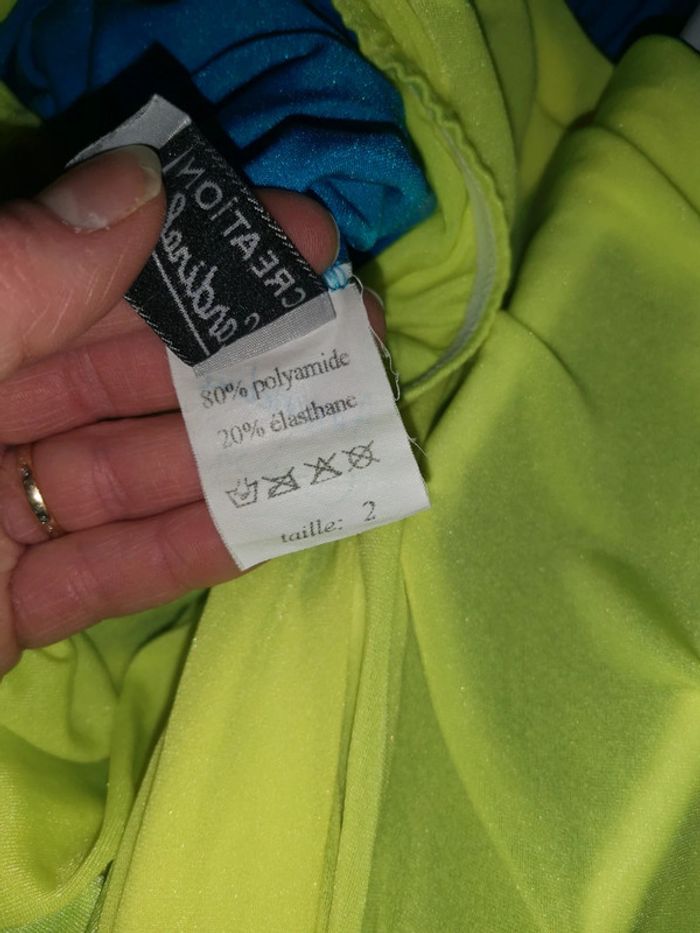 CREATION
80% polyamide
20% élasthane
taille: 2